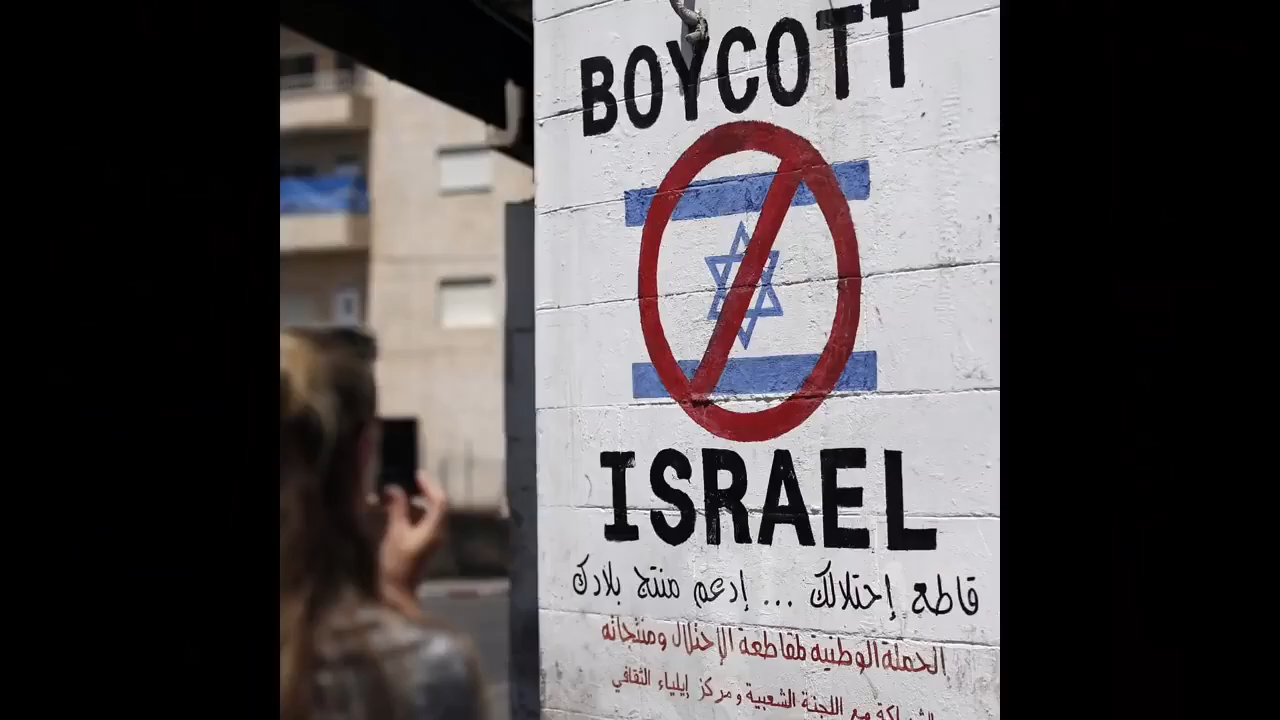 BOYCOTT
ISRAEL
قاطع إحتلالك ... إدعم منتج بلادك
الحملة الوطنية لمقاطعة الإحتلال ومنتجاته
مع اللجنة الشعبية ومركز إيلياء الثقافي